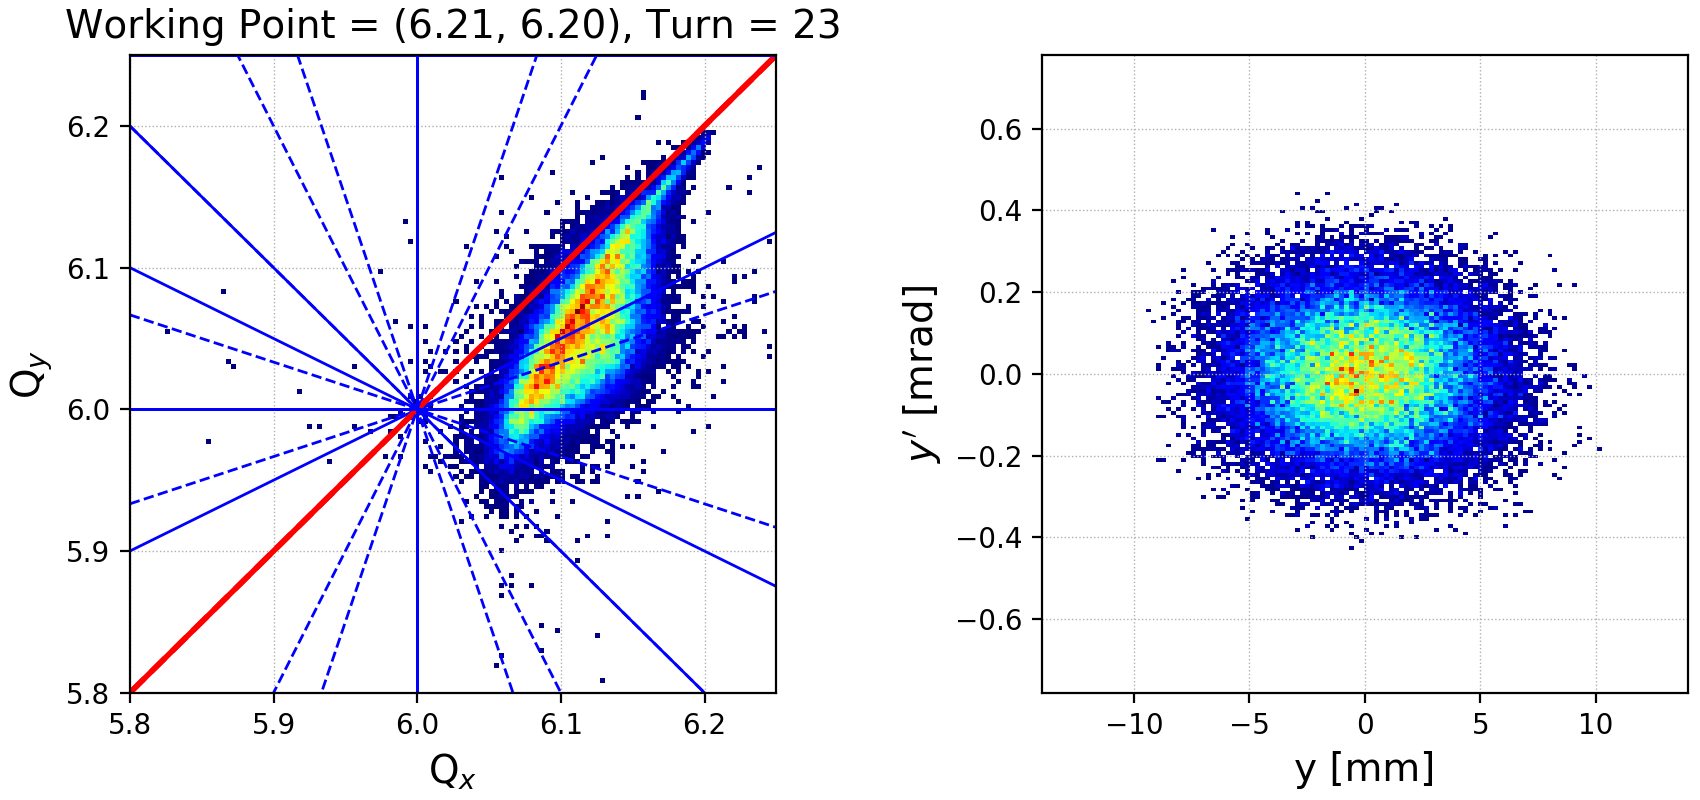 Working Point = (6.21, 6.20), Turn = 23
6.2
6.1
6.0
5.9
5.8
Q_y
5.8 5.9 6.0 6.1 6.2
Q_x
0.6
0.4
0.2
0.0
−0.2
−0.4
−0.6
y′ [mrad]
−10 −5 0 5 10
y [mm]